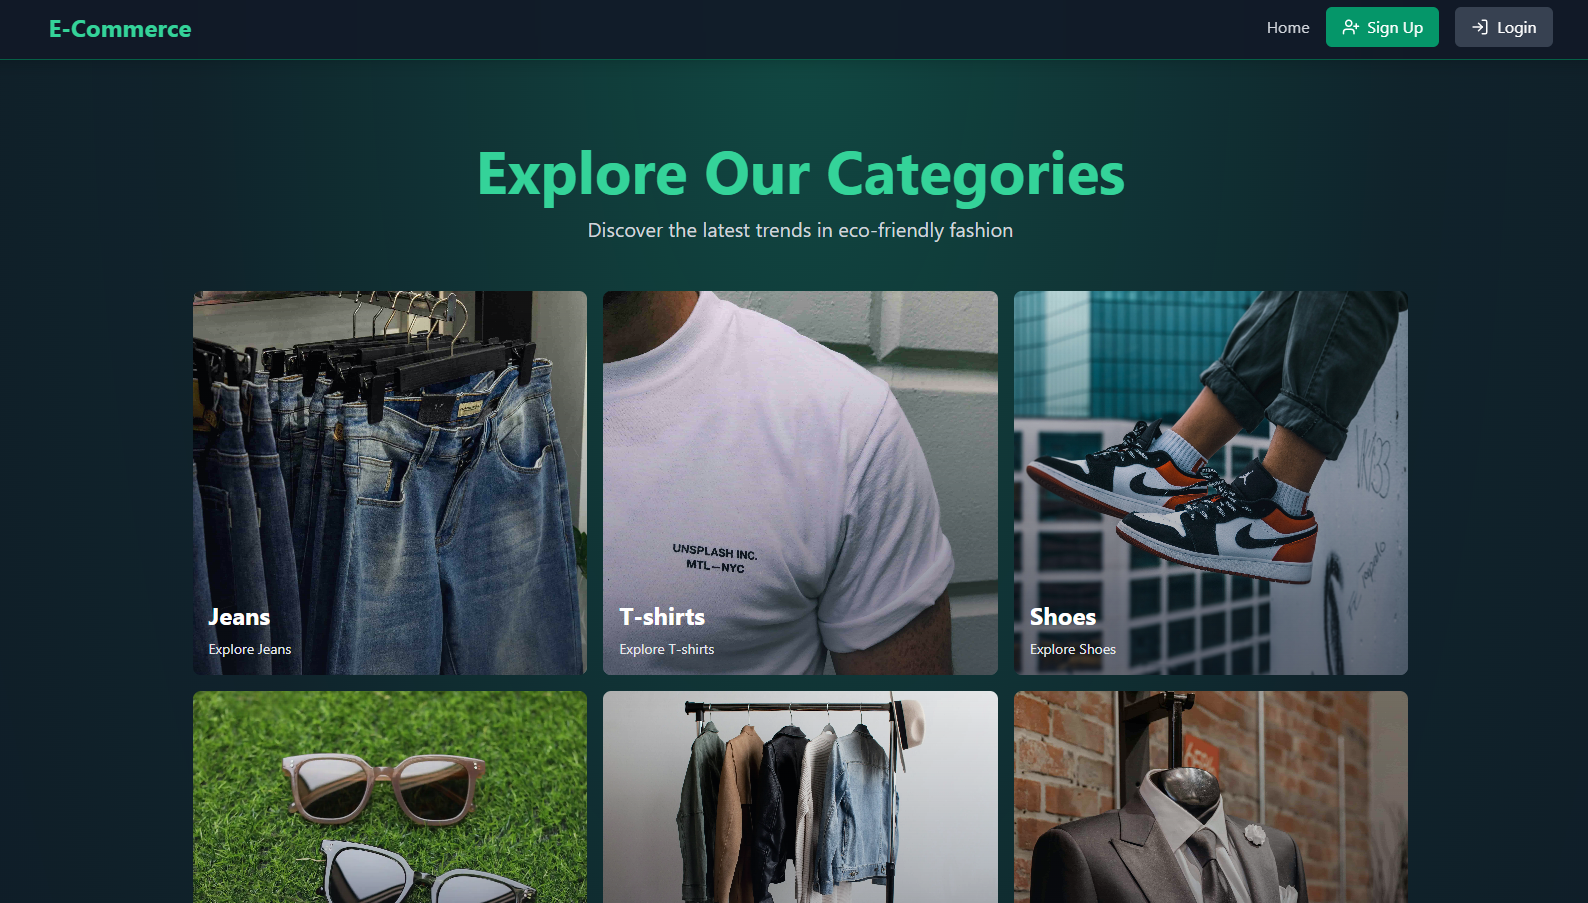 E-Commerce
Home
Sign Up
Login
Explore Our Categories
Discover the latest trends in eco-friendly fashion
UNSPLASH INC.
MTL—NYC
Jeans
Explore Jeans
T-shirts
Explore T-shirts
Shoes
Explore Shoes